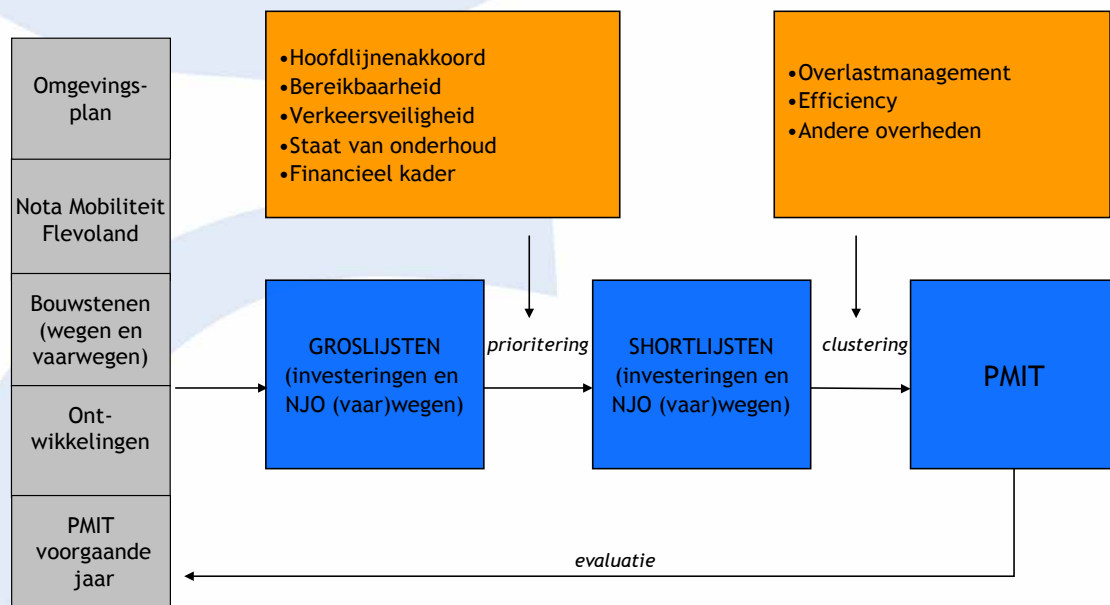 Omgevings-
plan
Nota Mobiliteit
Flevoland
Bouwstenen
(wegen en
vaarwegen)
Ont-
wikkelingen
PMIT
voorgaande
jaar
•Hoofdlijnenakkoord
•Bereikbaarheid
•Verkeersveiligheid
•Staat van onderhoud
•Financieel kader
•Overlastmanagement
•Efficiency
•Andere overheden
GROSLIJSTEN
(investeringen en
NJO (vaar)wegen)
prioritering
SHORTLIJSTEN
(investeringen en
NJO (vaar)wegen)
clustering
PMIT
evaluatie